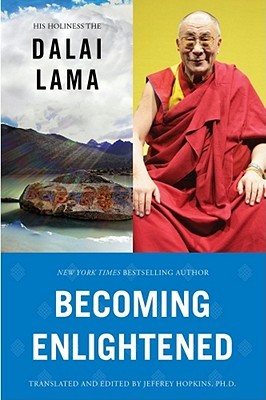 HIS HOLINESS THE
DALAI
LAMA
NEW YORK TIMES BESTSELLING AUTHOR
BECOMING
ENLIGHTENED
TRANSLATED AND EDITED BY JEFFREY HOPKINS, PH.D.